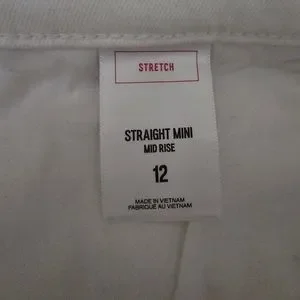 STRETCH
STRAIGHT MINI
MID RISE
12
MADE IN VIETNAM
FABRIQUÉ AU VIETNAM